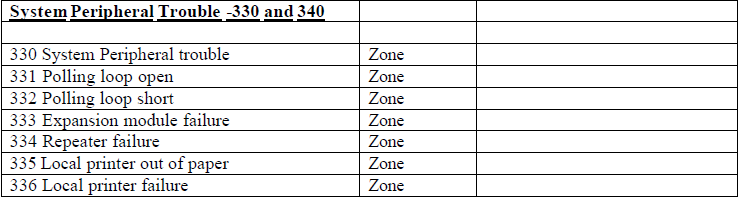 System Peripheral Trouble -330 and 340
330 System Peripheral trouble Zone
331 Polling loop open Zone
332 Polling loop short Zone
333 Expansion module failure Zone
334 Repeater failure Zone
335 Local printer out of paper Zone
336 Local printer failure Zone